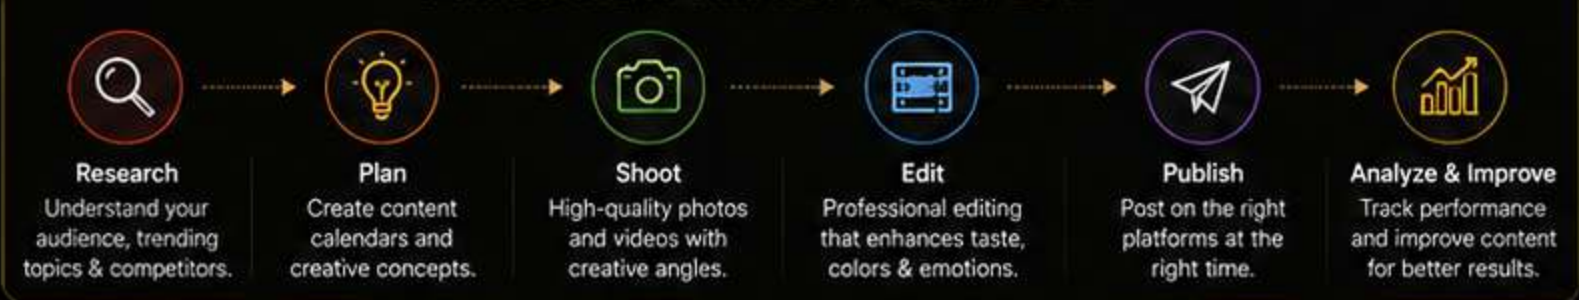 Research
Understand your
audience, trending
topics & competitors.
Plan
Create content
calendars and
creative concepts.
Shoot
High-quality photos
and videos with
creative angles.
Edit
Professional editing
that enhances taste,
colors & emotions.
Publish
Post on the right
platforms at the
right time.
Analyze & Improve
Track performance
and improve content
for better results.